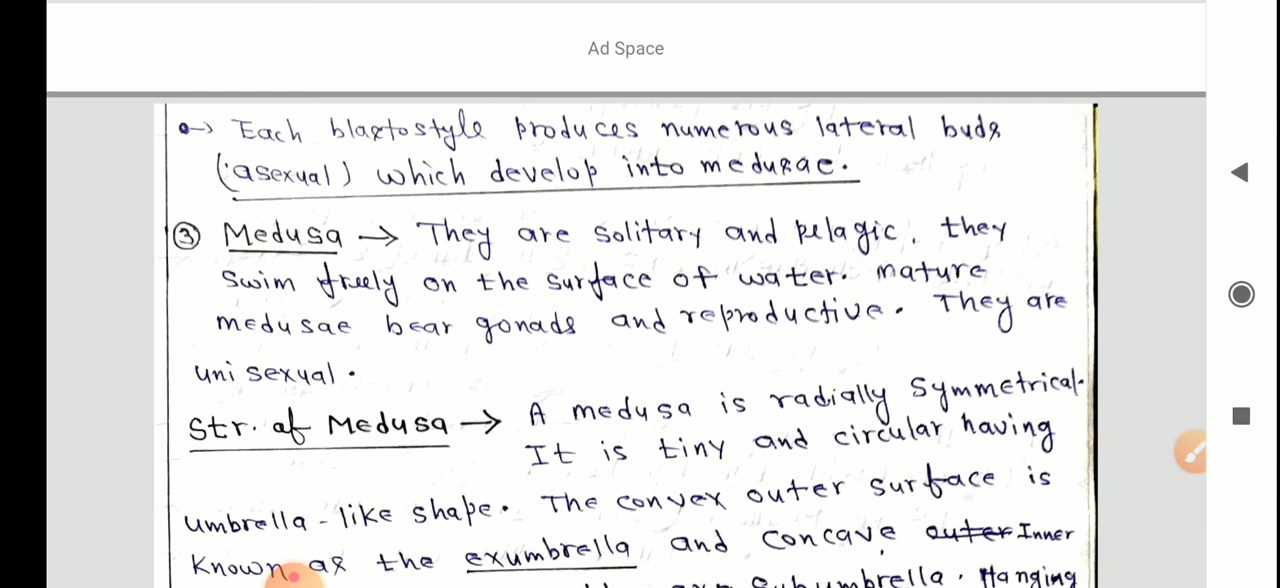 Ad Space
Each blastostyle produces numerous lateral buds
(asexual) which develop into medusae.
③ Medusa → They are solitary and pelagic. they
swim freely on the surface of water. mature
medusae bear gonads and reproductive. They are
uni sexual.
Str. of Medusa → A medusa is radially symmetrical.
It is tiny and circular having
umbrella-like shape. The convex outer surface is
known as the exumbrella and concave outer Inner
subumbrella. Hanging